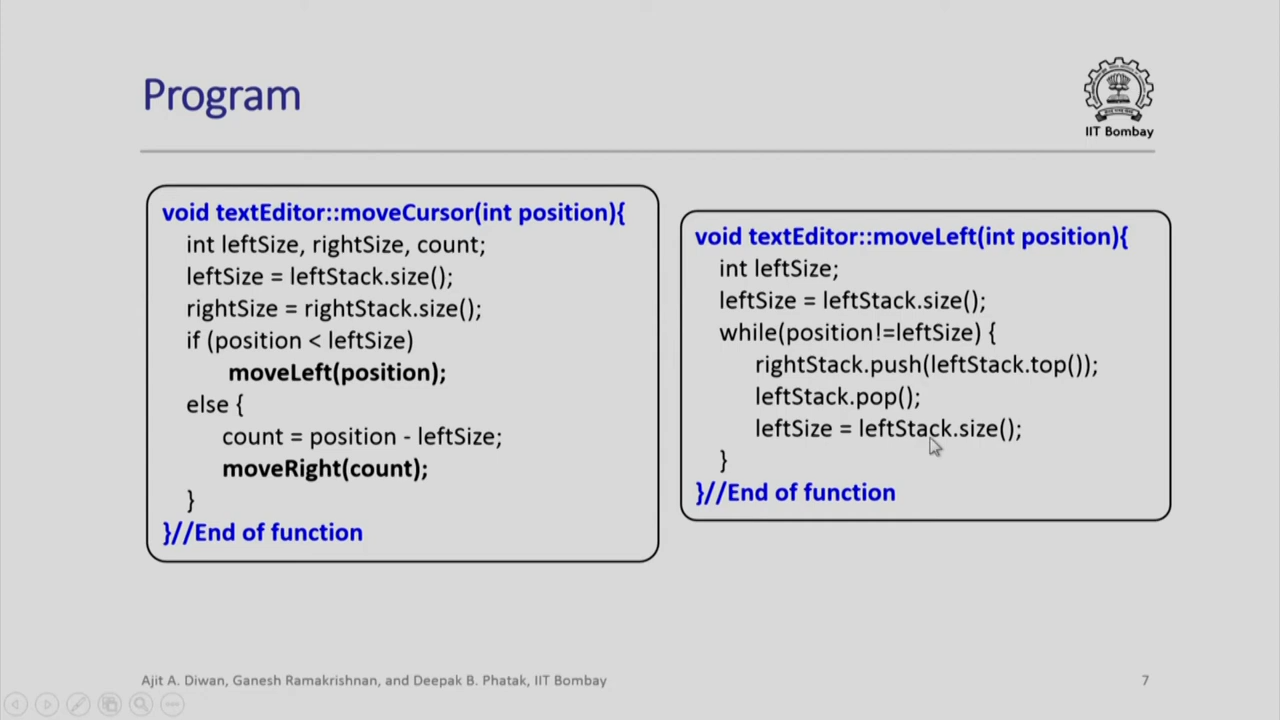 Program
IIT Bombay
void textEditor::moveCursor(int position){
int leftSize, rightSize, count;
leftSize = leftStack.size();
rightSize = rightStack.size();
if (position < leftSize)
moveLeft(position);
else {
count = position - leftSize;
moveRight(count);
}
}//End of function
void textEditor::moveLeft(int position){
int leftSize;
leftSize = leftStack.size();
while(position!=leftSize) {
rightStack.push(leftStack.top());
leftStack.pop();
leftSize = leftStack.size();
}
}//End of function
Ajit A. Diwan, Ganesh Ramakrishnan, and Deepak B. Phatak, IIT Bombay
7